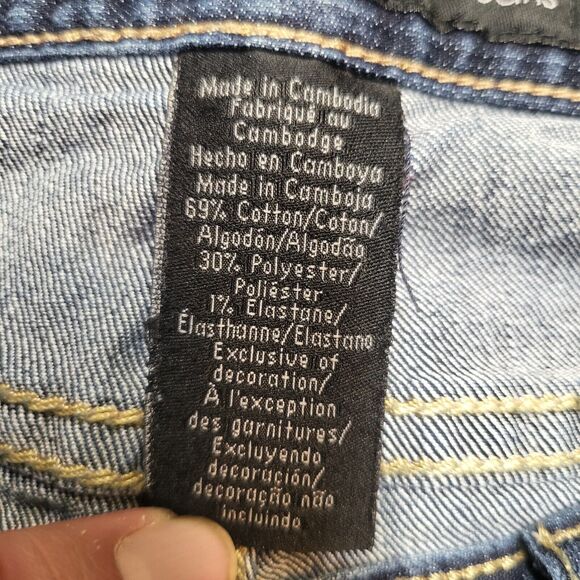 Made in Cambodia
Fabriqué au
Cambodge
Hecho en Camboya
Made in Camboja
69% Cotton/Coton/
Algodón/Algodão
30% Polyester/
Poliéster
1% Elastane/
Élasthanne/Elastano
Exclusive of
decoration/
À l'exception
des garnitures/
Excluyendo
decoración/
decoração não
incluindo